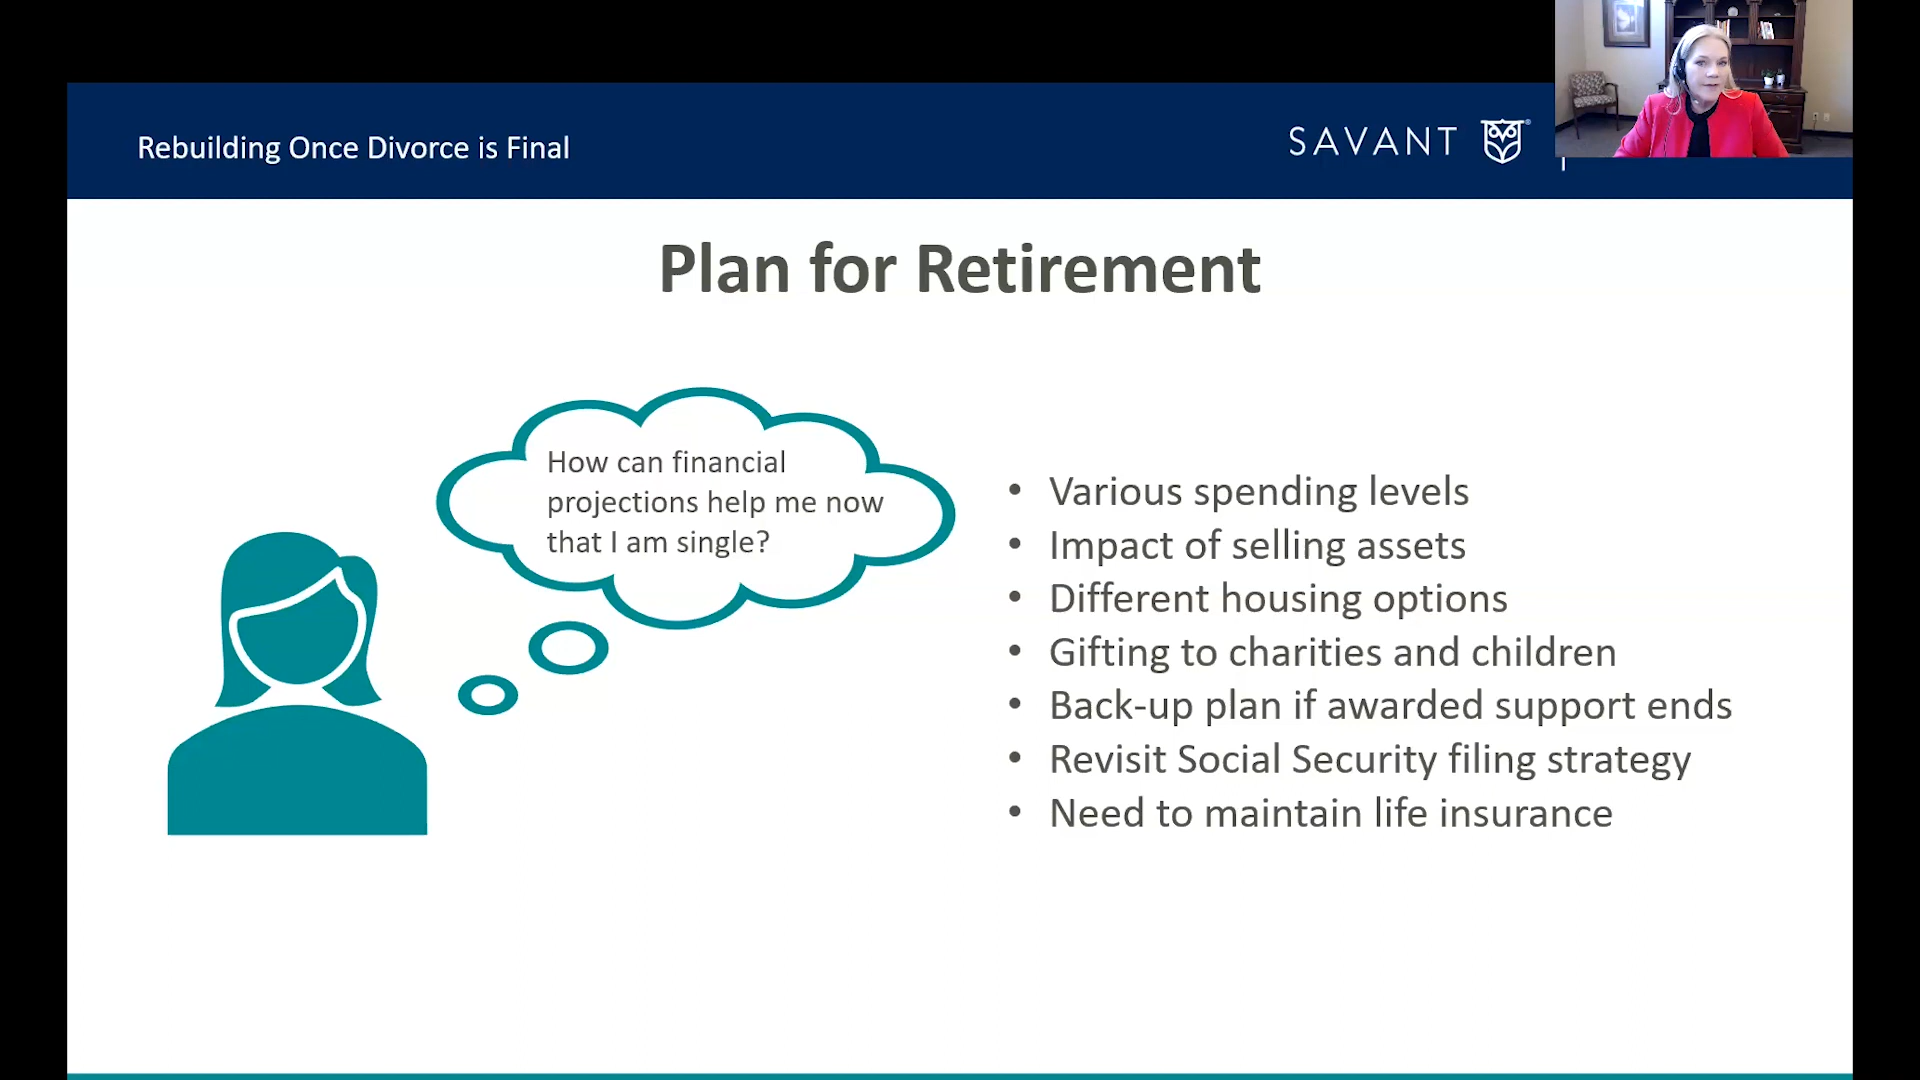 Rebuilding Once Divorce is Final
SAVANT
Plan for Retirement
How can financial
projections help me now
that I am single?
• Various spending levels
• Impact of selling assets
• Different housing options
• Gifting to charities and children
• Back-up plan if awarded support ends
• Revisit Social Security filing strategy
• Need to maintain life insurance